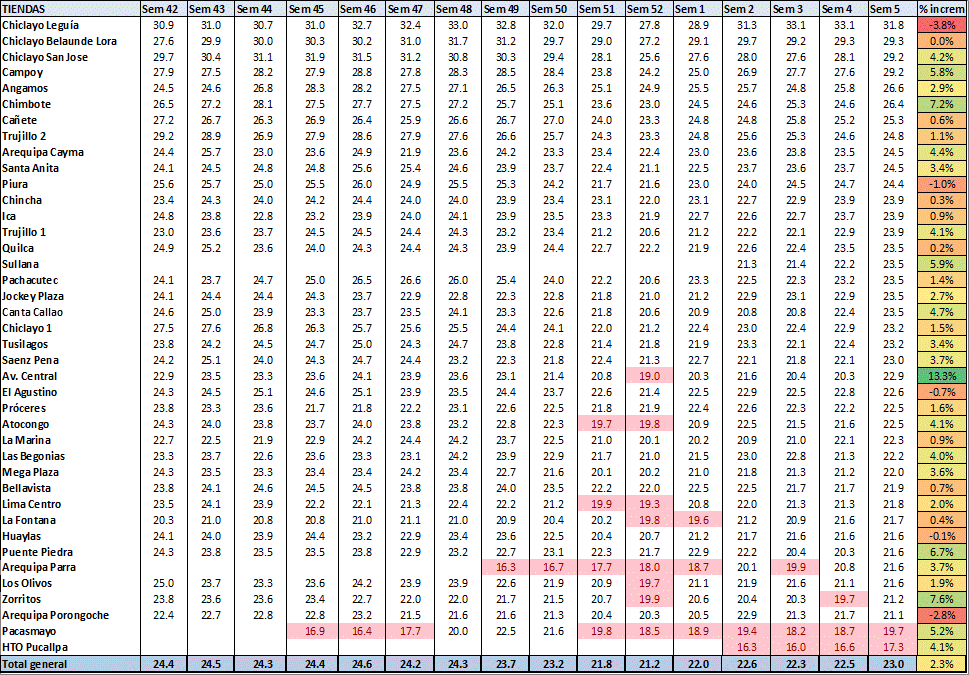 TIENDAS Sem 42 Sem 43 Sem 44 Sem 45 Sem 46 Sem 47 Sem 48 Sem 49 Sem 50 Sem 51 Sem 52 Sem 1 Sem 2 Sem 3 Sem 4 Sem 5 % increm
Chiclayo Leguía 30.9 31.0 30.7 31.0 32.7 32.4 33.0 32.8 32.0 29.7 27.8 28.9 31.3 33.1 33.1 31.8 -3.8%
Chiclayo Belaunde Lora 27.6 29.9 30.0 30.3 30.2 31.0 31.7 31.2 29.7 29.0 27.2 29.1 29.7 29.2 29.3 29.3 0.0%
Chiclayo San Jose 29.7 30.4 31.1 31.9 31.5 31.2 30.8 30.3 29.4 28.1 25.6 27.6 28.0 27.6 28.1 29.2 4.2%
Campoy 27.9 27.5 28.2 27.9 28.8 27.8 28.3 28.5 28.4 23.8 24.2 25.0 26.9 27.7 27.6 29.2 5.8%
Angamos 24.5 24.6 26.8 28.3 28.2 27.5 27.1 26.5 26.3 25.1 24.9 25.5 25.7 24.8 25.8 26.6 2.9%
Chimbote 26.5 27.2 28.1 27.5 27.7 27.5 27.2 25.7 25.1 23.6 23.0 24.5 24.6 25.3 24.6 26.4 7.2%
Cañete 27.2 26.7 26.3 26.9 26.4 25.9 26.6 26.7 27.0 24.0 23.3 24.8 24.8 25.8 25.2 25.3 0.6%
Trujillo 2 29.2 28.9 26.9 27.9 28.6 27.9 27.6 26.6 25.7 24.3 23.3 24.8 25.6 25.3 24.6 24.8 1.1%
Arequipa Cayma 24.4 25.7 23.0 23.6 24.9 21.9 23.6 24.2 23.3 23.4 22.4 23.0 23.6 23.8 23.5 24.5 4.4%
Santa Anita 24.1 24.5 24.8 24.8 25.6 25.4 24.6 23.9 23.7 22.4 21.1 22.5 23.7 23.6 23.7 24.5 3.4%
Piura 25.6 25.7 25.0 25.5 26.0 24.9 25.5 25.3 24.2 21.7 21.6 23.0 24.0 24.5 24.7 24.4 -1.0%
Chincha 23.4 24.3 24.0 24.2 24.4 24.0 24.0 23.9 23.4 23.1 22.0 23.1 22.7 22.9 23.9 23.9 0.3%
Ica 24.8 23.8 22.8 23.2 23.9 24.0 24.1 23.9 23.5 23.3 21.9 22.7 22.6 22.7 23.7 23.9 0.9%
Trujillo 1 23.0 23.6 23.7 24.5 24.5 24.4 24.3 23.2 23.4 21.2 20.6 21.2 22.2 22.1 22.9 23.9 4.1%
Quilca 24.9 25.2 23.6 24.0 24.3 24.4 24.3 23.9 24.4 22.7 22.2 21.9 22.6 22.4 23.5 23.5 0.2%
Sullana 21.3 21.4 22.2 23.5 5.9%
Pachacutec 24.1 23.7 24.7 25.0 26.5 26.6 26.0 25.4 24.0 22.2 20.6 23.3 22.5 22.3 23.2 23.5 1.4%
Jockey Plaza 24.1 24.4 24.4 24.3 23.7 22.9 22.8 22.3 22.8 21.8 21.0 21.2 22.9 23.1 22.9 23.5 2.7%
Canta Callao 24.6 25.0 23.9 23.3 23.7 23.5 24.1 23.3 22.6 21.8 20.6 20.9 20.8 20.8 22.4 23.5 4.7%
Chiclayo 1 27.5 27.6 26.8 26.3 25.7 25.6 25.5 24.4 24.1 22.0 21.2 22.4 23.0 22.4 22.9 23.2 1.5%
Tusilagos 23.8 24.2 24.5 24.7 25.0 24.3 24.7 23.8 22.8 21.4 21.8 21.9 23.3 22.1 22.4 23.2 3.4%
Saenz Pena 24.2 25.1 24.0 24.3 24.7 24.4 23.2 22.3 21.8 22.4 21.3 22.7 22.1 21.8 22.1 23.0 3.7%
Av. Central 22.9 23.5 23.3 23.6 24.1 23.9 23.6 23.1 21.4 20.8 19.0 20.3 21.6 20.4 20.3 22.9 13.3%
El Agustino 24.3 24.5 25.1 24.6 25.1 23.9 23.5 24.4 23.7 22.6 21.4 22.5 22.9 22.5 22.8 22.6 -0.7%
Próceres 23.8 23.3 23.6 21.7 21.8 22.2 23.1 22.6 22.5 21.8 21.9 22.4 22.6 22.3 22.2 22.5 1.6%
Atocongo 24.3 24.0 23.8 23.7 24.0 23.8 23.2 22.8 22.3 19.7 19.8 20.9 22.5 21.5 21.6 22.5 4.1%
La Marina 22.7 22.5 21.9 22.9 24.2 24.4 24.2 23.7 22.5 21.0 20.1 20.2 20.9 21.0 22.1 22.3 0.9%
Las Begonias 23.3 23.7 22.6 23.6 23.3 23.1 24.2 23.9 22.9 21.7 21.0 21.5 23.0 22.8 21.3 22.2 4.0%
Mega Plaza 24.3 23.5 23.3 23.4 23.4 24.2 23.4 22.7 21.6 20.1 20.2 21.0 21.8 21.3 21.2 22.0 3.6%
Bellavista 23.8 24.1 24.6 24.5 24.5 23.8 23.8 24.0 23.5 22.2 22.0 22.5 22.5 21.7 21.7 21.9 0.7%
Lima Centro 23.5 24.1 23.9 22.2 22.1 21.3 22.4 22.2 21.2 19.9 19.3 20.8 22.0 21.3 21.3 21.8 2.0%
La Fontana 20.3 21.0 20.8 20.8 21.0 21.1 21.0 20.9 20.4 20.2 19.8 19.6 21.2 20.9 21.6 21.7 0.4%
Huaylas 24.1 24.0 23.9 24.4 23.2 22.9 23.4 23.6 22.5 20.4 20.7 21.2 21.7 21.6 21.6 21.6 -0.1%
Puente Piedra 24.3 23.8 23.5 23.5 23.8 22.9 23.2 22.7 23.1 22.3 21.7 22.9 22.2 20.4 20.3 21.6 6.7%
Arequipa Parra 16.3 16.7 17.7 18.0 18.7 20.1 19.9 20.8 21.6 3.7%
Los Olivos 25.0 23.7 23.3 23.6 24.2 23.9 23.9 22.6 21.9 20.9 19.7 21.1 21.9 21.6 21.1 21.6 1.9%
Zorritos 23.8 23.6 23.6 23.4 22.7 22.0 22.0 21.7 21.5 20.7 19.9 20.6 20.4 20.3 19.7 21.2 7.6%
Arequipa Porongoche 22.4 22.7 22.8 22.8 23.2 21.5 21.6 21.6 21.3 20.4 20.3 20.5 22.9 21.3 21.7 21.1 -2.8%
Pacasmayo 16.9 16.4 17.7 20.0 22.5 21.6 19.8 18.5 18.9 19.4 18.2 18.7 19.7 5.2%
HTO Pucallpa 16.3 16.0 16.6 17.3 4.1%
Total general 24.4 24.5 24.3 24.4 24.6 24.2 24.3 23.7 23.2 21.8 21.2 22.0 22.6 22.3 22.5 23.0 2.3%